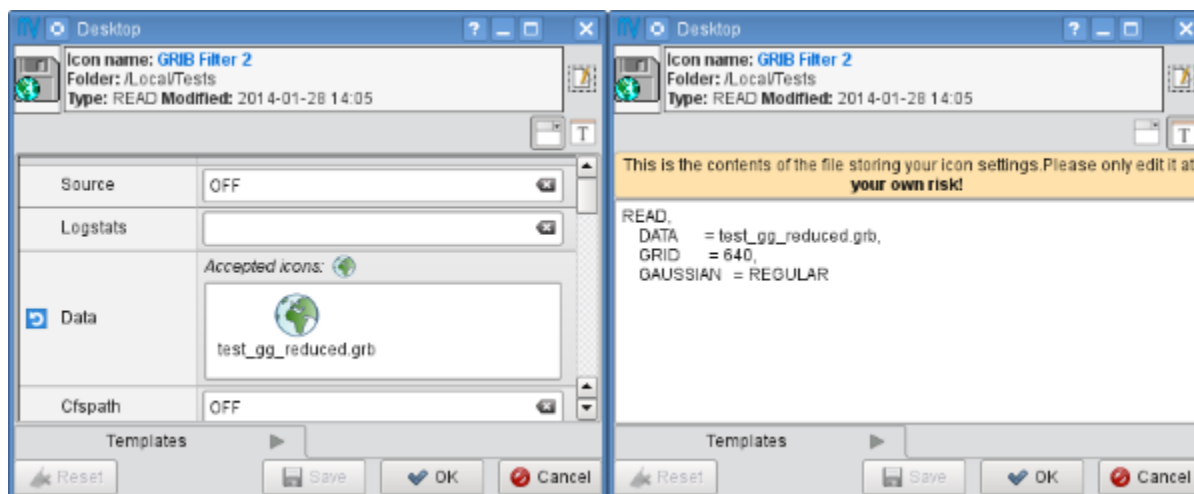 Desktop
Icon name: GRIB Filter 2
Folder: /Local/Tests
Type: READ Modified: 2014-01-28 14:05
T
Source OFF
Logstats
Accepted icons:
Data
test_gg_reduced.grb
Cfspath OFF
Templates
Reset Save OK Cancel
Desktop
Icon name: GRIB Filter 2
Folder: /Local/Tests
Type: READ Modified: 2014-01-28 14:05
T
This is the contents of the file storing your icon settings.Please only edit it at
your own risk!
READ,
DATA = test_gg_reduced.grb,
GRID = 640,
GAUSSIAN = REGULAR
Templates
Reset Save OK Cancel